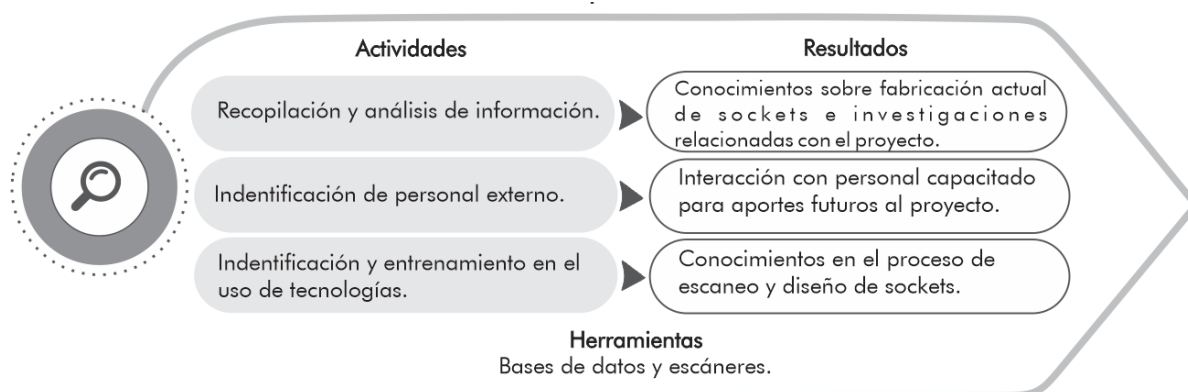 Actividades
Resultados
Recopilación y análisis de información.
Conocimientos sobre fabricación actual
de sockets e investigaciones
relacionadas con el proyecto.
Indentificación de personal externo.
Interacción con personal capacitado
para aportes futuros al proyecto.
Indentificación y entrenamiento en el
uso de tecnologías.
Conocimientos en el proceso de
escaneo y diseño de sockets.
Herramientas
Bases de datos y escáneres.